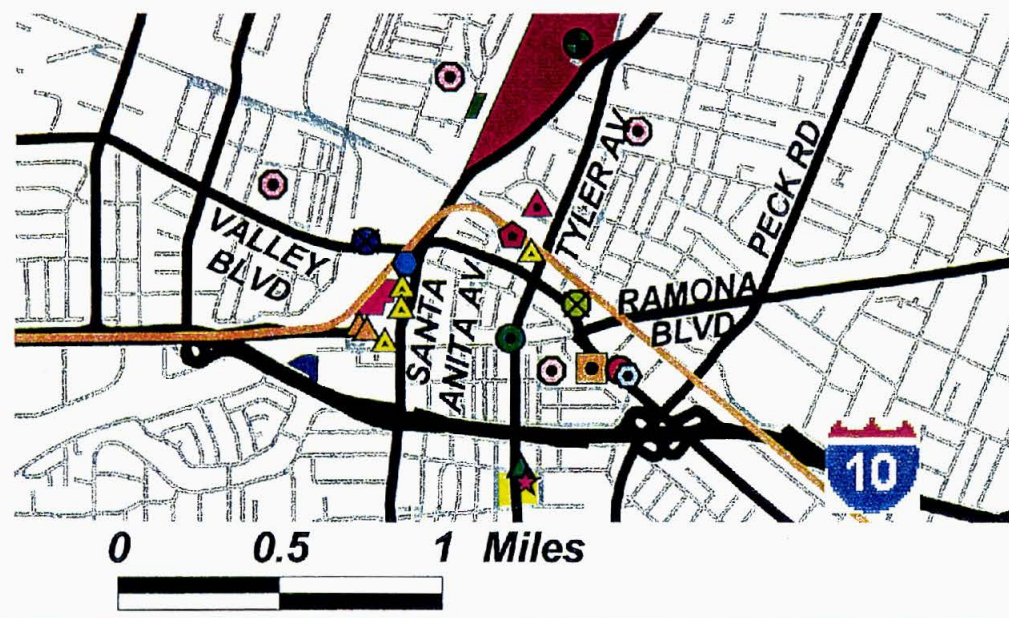 TYLER AV
PECK RD
VALLEY
BLVD
SANTA
ANITA AV
RAMONA
BLVD
10
0 0.5 1 Miles